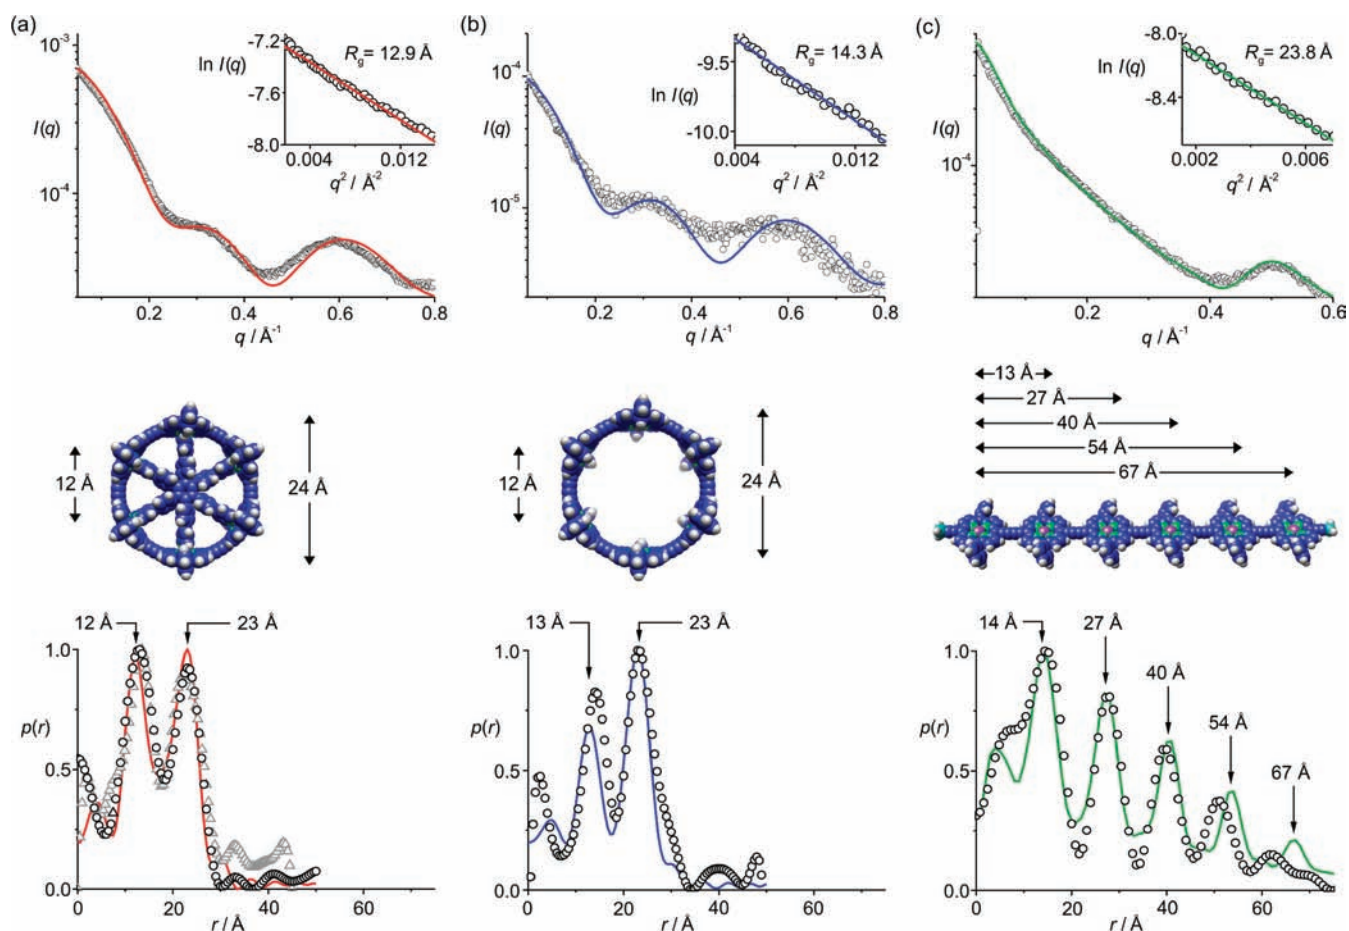 (a)
10⁻³
I(q)
10⁻⁴
0.2 0.4 0.6 0.8
q / Å⁻¹
-7.2
ln I(q)
-7.6
-8.0
R_g = 12.9 Å
0.004 0.012
q² / Å⁻²
(b)
10⁻⁴
I(q)
10⁻⁵
0.2 0.4 0.6 0.8
q / Å⁻¹
-9.5
ln I(q)
-10.0
R_g = 14.3 Å
0.004 0.012
q² / Å⁻²
(c)
I(q)
10⁻⁴
0.0 0.2 0.4 0.6
q / Å⁻¹
-8.0
ln I(q)
-8.4
R_g = 23.8 Å
0.002 0.006
q² / Å⁻²
12 Å
24 Å
12 Å
24 Å
13 Å
27 Å
40 Å
54 Å
67 Å
12 Å 23 Å
1.0
p(r)
0.5
0.0
0 20 40 60
r / Å
13 Å 23 Å
1.0
p(r)
0.5
0.0
0 20 40 60
r / Å
14 Å 27 Å
40 Å
54 Å
67 Å
1.0
p(r)
0.5
0.0
0 20 40 60
r / Å